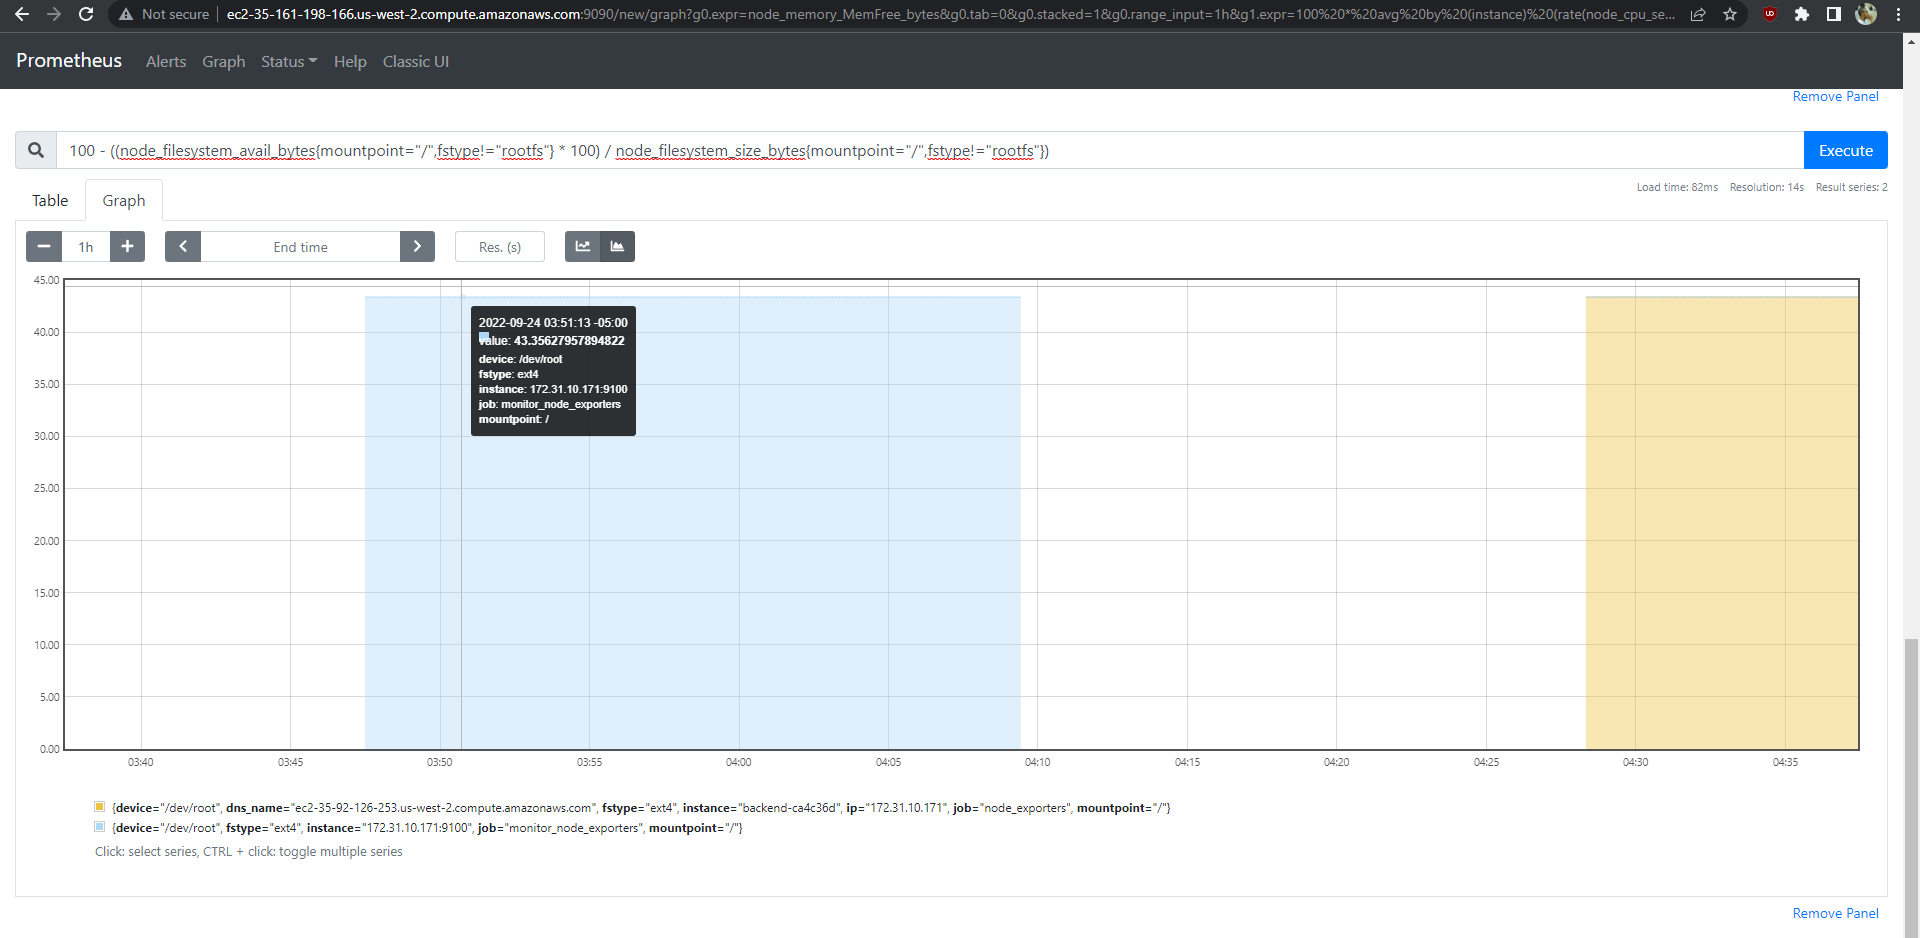 Not secure ec2-35-161-198-166.us-west-2.compute.amazonaws.com:9090/new/graph?g0.expr=node_memory_MemFree_bytes&g0.tab=0&g0.stacked=1&g0.range_input=1h&g1.expr=100%20*%20avg%20by%20(instance)%20(rate(node_cpu_se...
Prometheus Alerts Graph Status Help Classic UI
Remove Panel
100 - ((node_filesystem_avail_bytes{mountpoint="/",fstype!="rootfs"} * 100) / node_filesystem_size_bytes{mountpoint="/",fstype!="rootfs"})
Execute
Load time: 82ms Resolution: 14s Result series: 2
Table Graph
1h End time Res. (s)
45.00
40.00
35.00
30.00
25.00
20.00
15.00
10.00
5.00
0.00
2022-09-24 03:51:13 -05:00
value: 43.35627957894822
device: /dev/root
fstype: ext4
instance: 172.31.10.171:9100
job: monitor_node_exporters
mountpoint: /
03:40 03:45 03:50 03:55 04:00 04:05 04:10 04:15 04:20 04:25 04:30 04:35
{device="/dev/root", dns_name="ec2-35-92-126-253.us-west-2.compute.amazonaws.com", fstype="ext4", instance="backend-ca4c36d", ip="172.31.10.171", job="node_exporters", mountpoint="/"}
{device="/dev/root", fstype="ext4", instance="172.31.10.171:9100", job="monitor_node_exporters", mountpoint="/"}
Click: select series, CTRL + click: toggle multiple series
Remove Panel